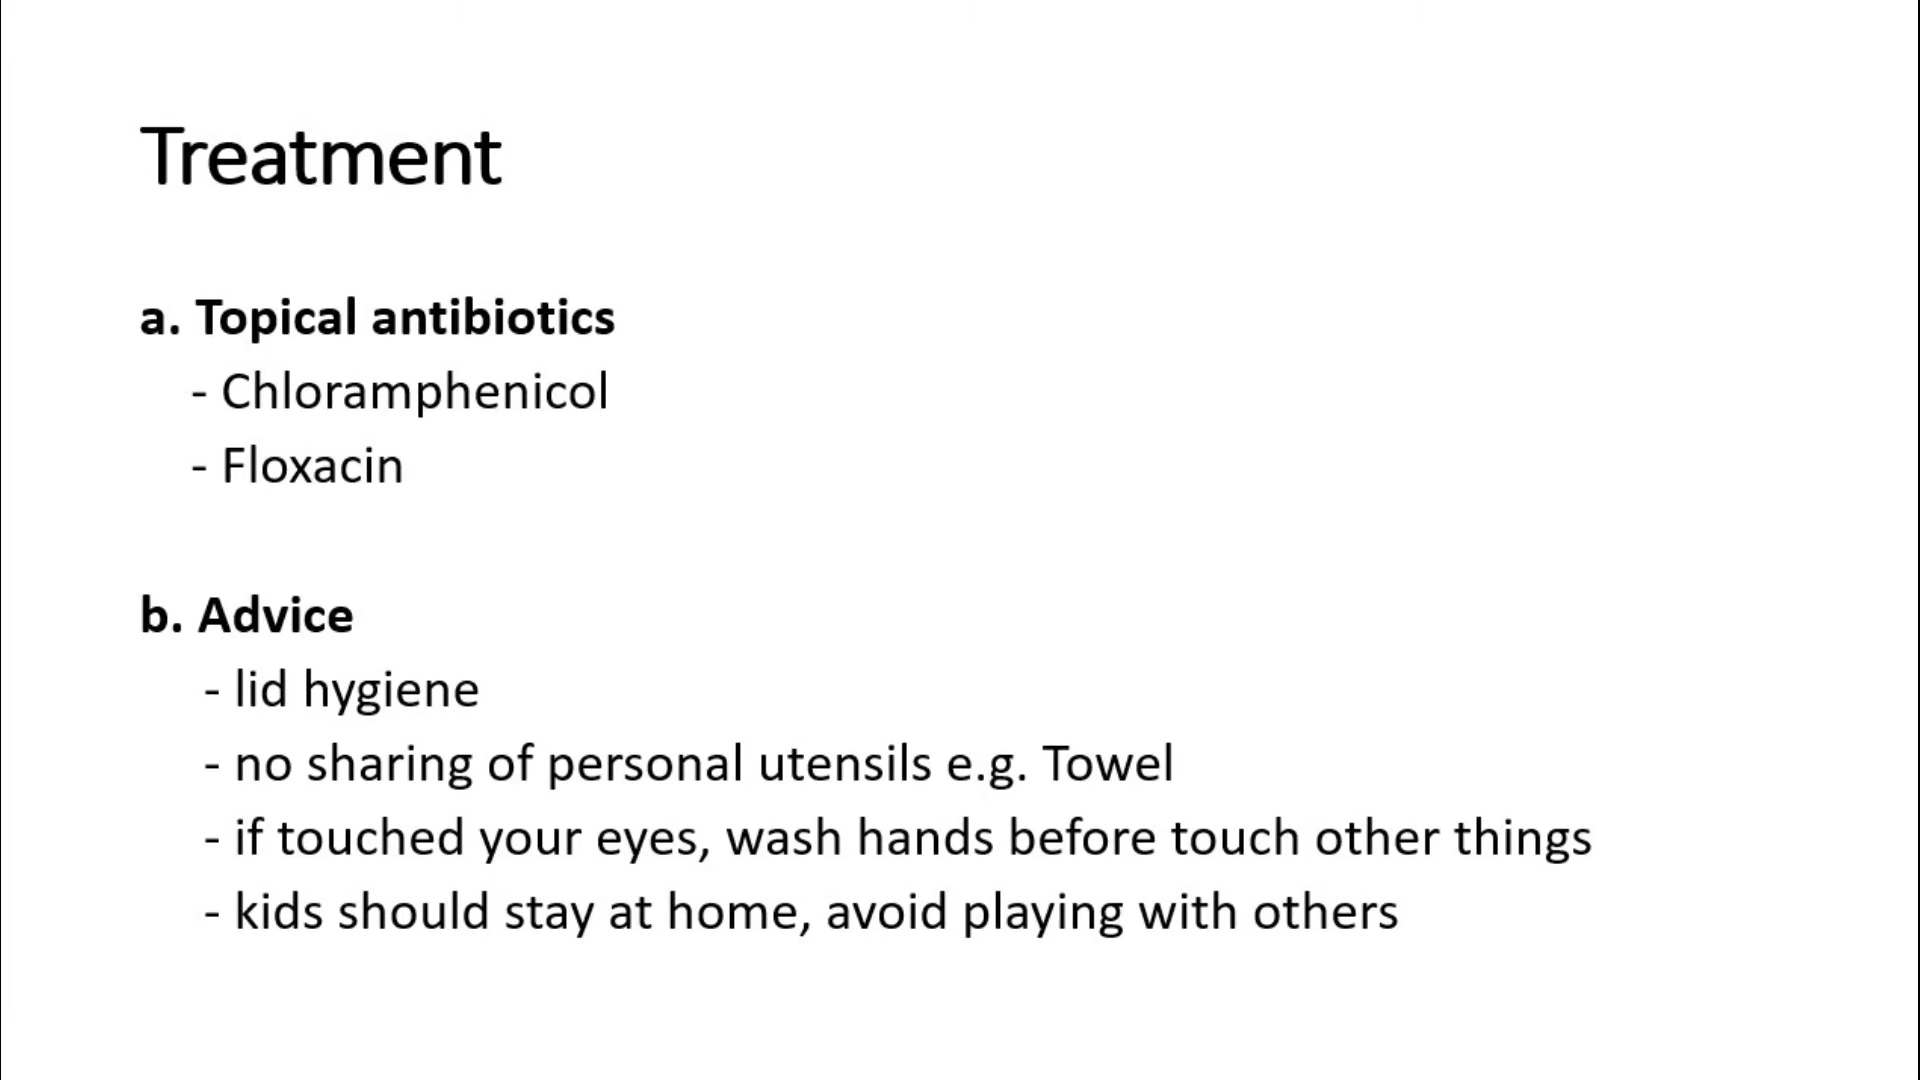 Treatment
a. Topical antibiotics
- Chloramphenicol
- Floxacin
b. Advice
- lid hygiene
- no sharing of personal utensils e.g. Towel
- if touched your eyes, wash hands before touch other things
- kids should stay at home, avoid playing with others